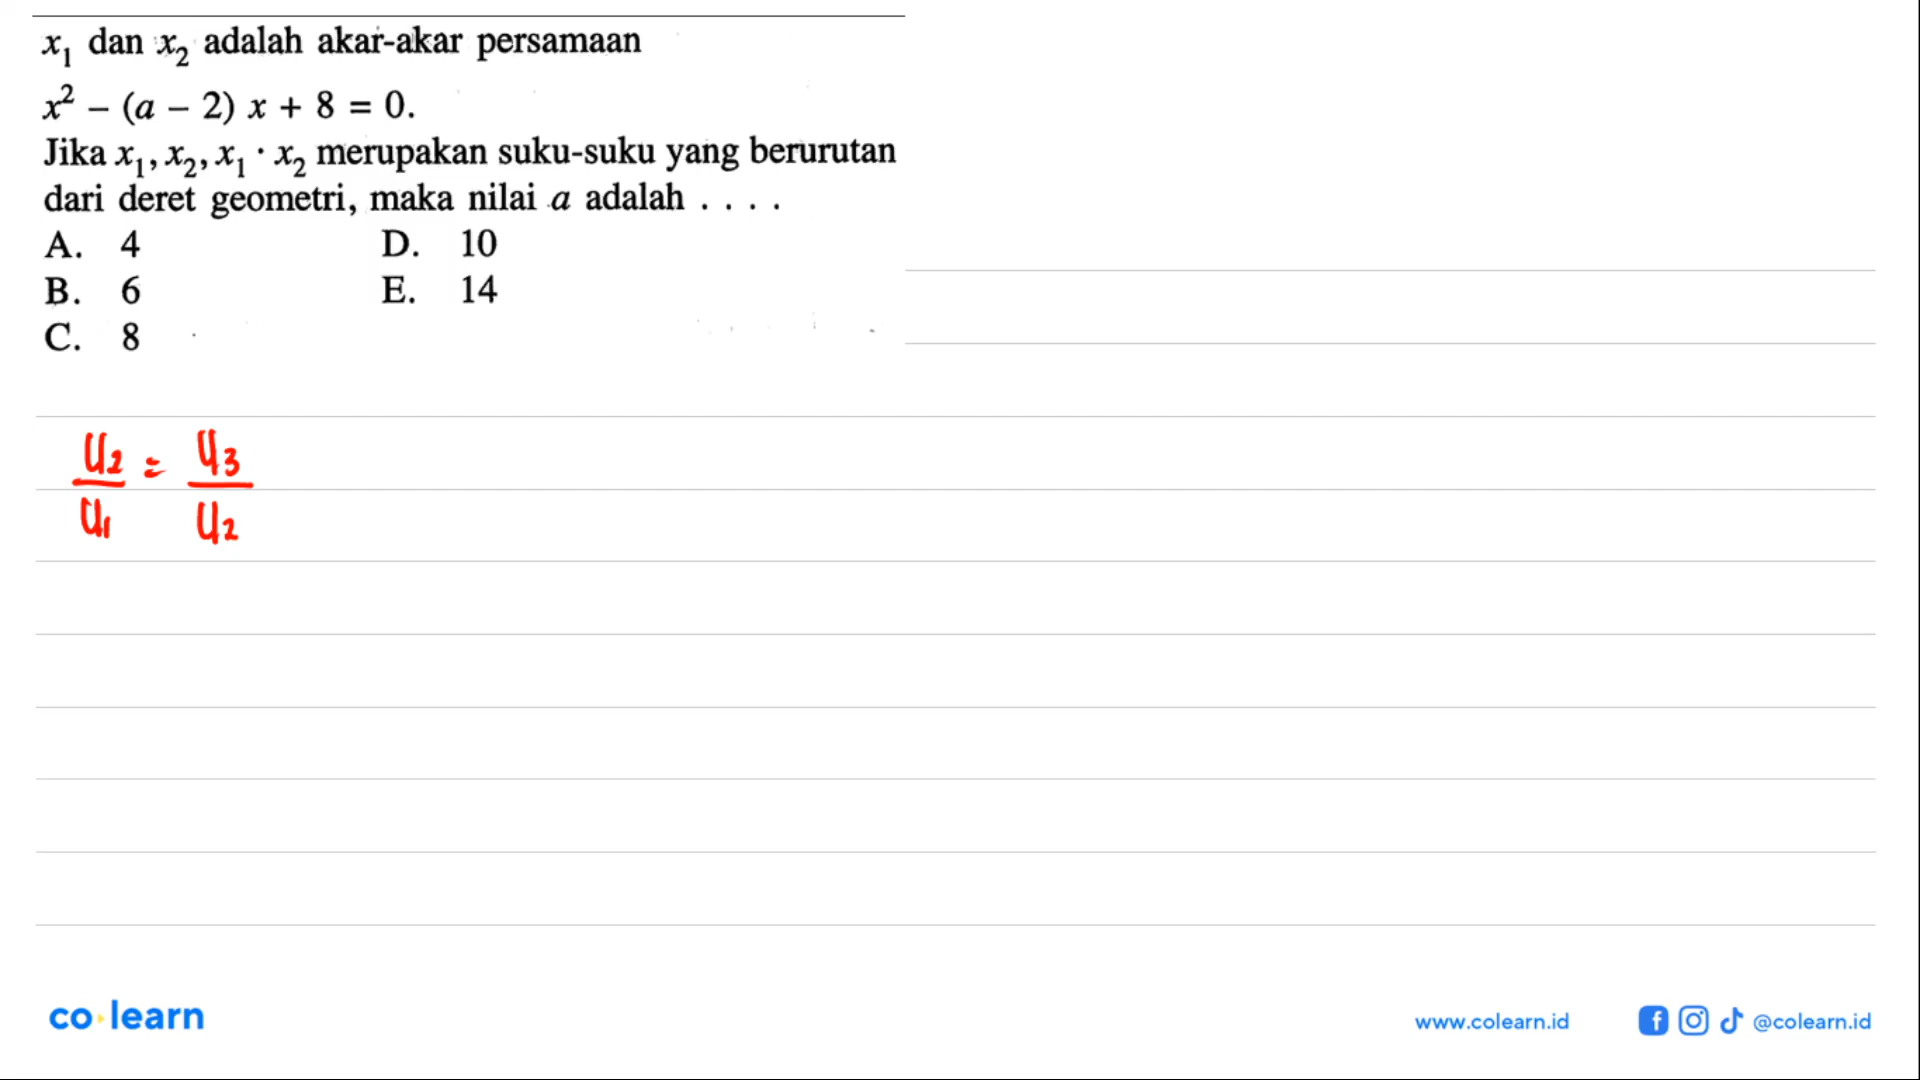 x₁ dan x₂ adalah akar-akar persamaan
x² – (a – 2) x + 8 = 0.
Jika x₁, x₂, x₁ · x₂ merupakan suku-suku yang berurutan
dari deret geometri, maka nilai a adalah . . . .
A. 4 D. 10
B. 6 E. 14
C. 8
U₂ = U₃
U₁ U₂
co learn
www.colearn.id @colearn.id